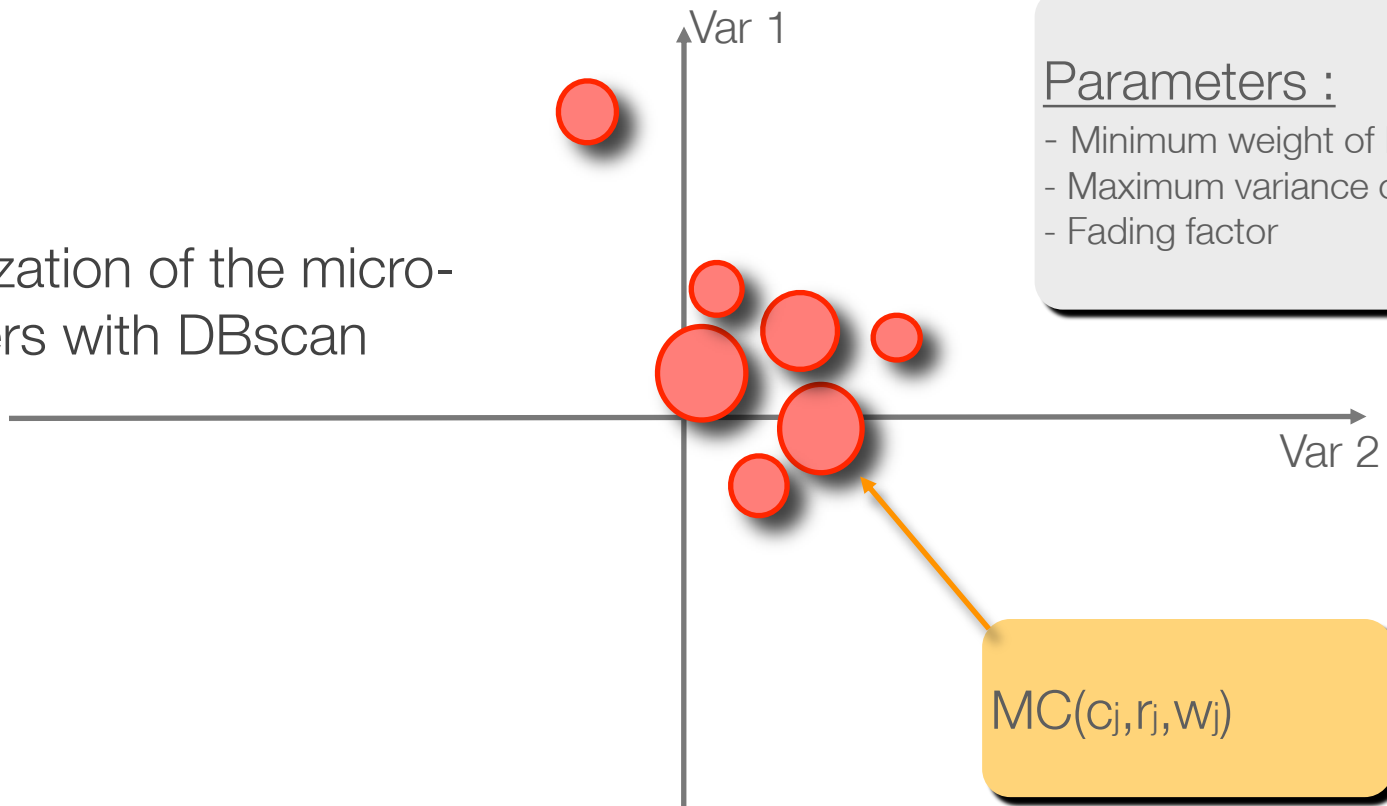 Var 1
Parameters :
- Minimum weight of
- Maximum variance
- Fading factor
zation of the micro-
ers with DBscan
Var 2
MC(cj,rj,wj)